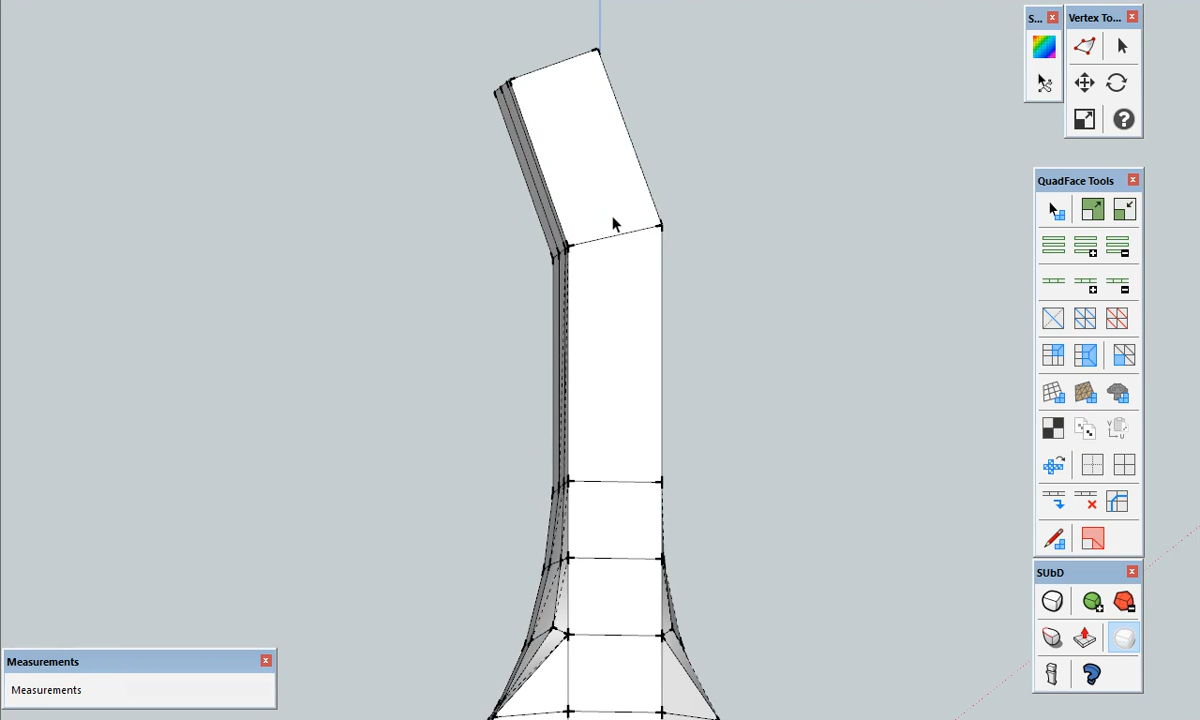 S...
Vertex To...
QuadFace Tools
SUbD
Measurements
Measurements